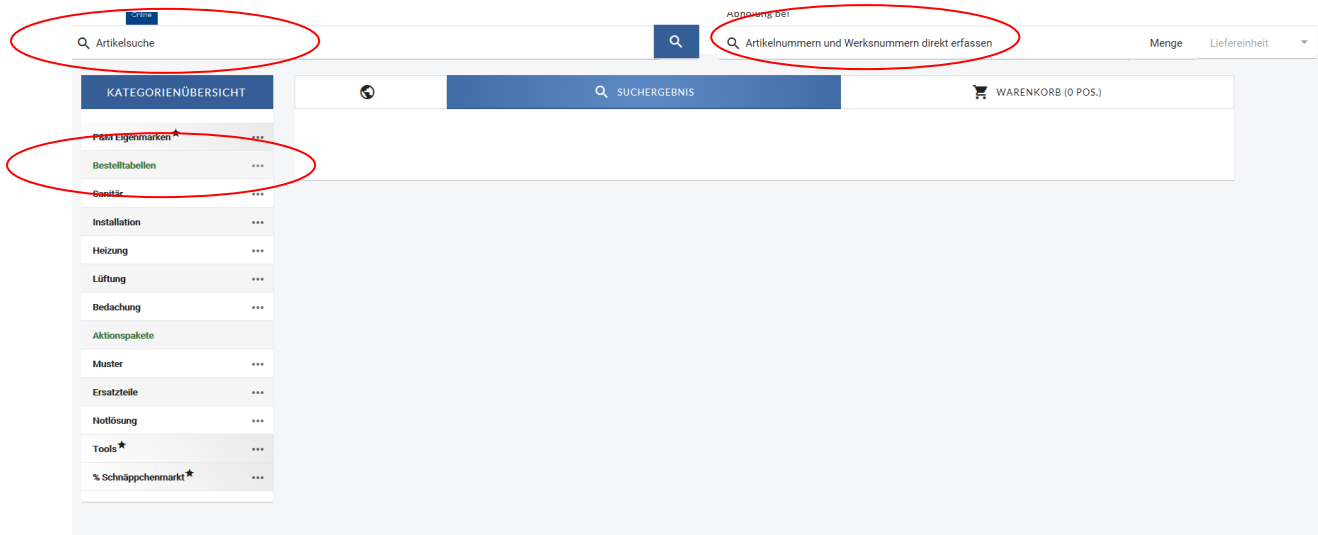 Online
Abholung bei
Artikelsuche
Artikelnummern und Werksnummern direkt erfassen
Menge
Liefereinheit
KATEGORIENÜBERSICHT
SUCHERGEBNIS
WARENKORB (0 POS.)
P&M Eigenmarken
Bestelltabellen
Sanitär
Installation
Heizung
Lüftung
Bedachung
Aktionspakete
Muster
Ersatzteile
Notlösung
Tools
% Schnäppchenmarkt